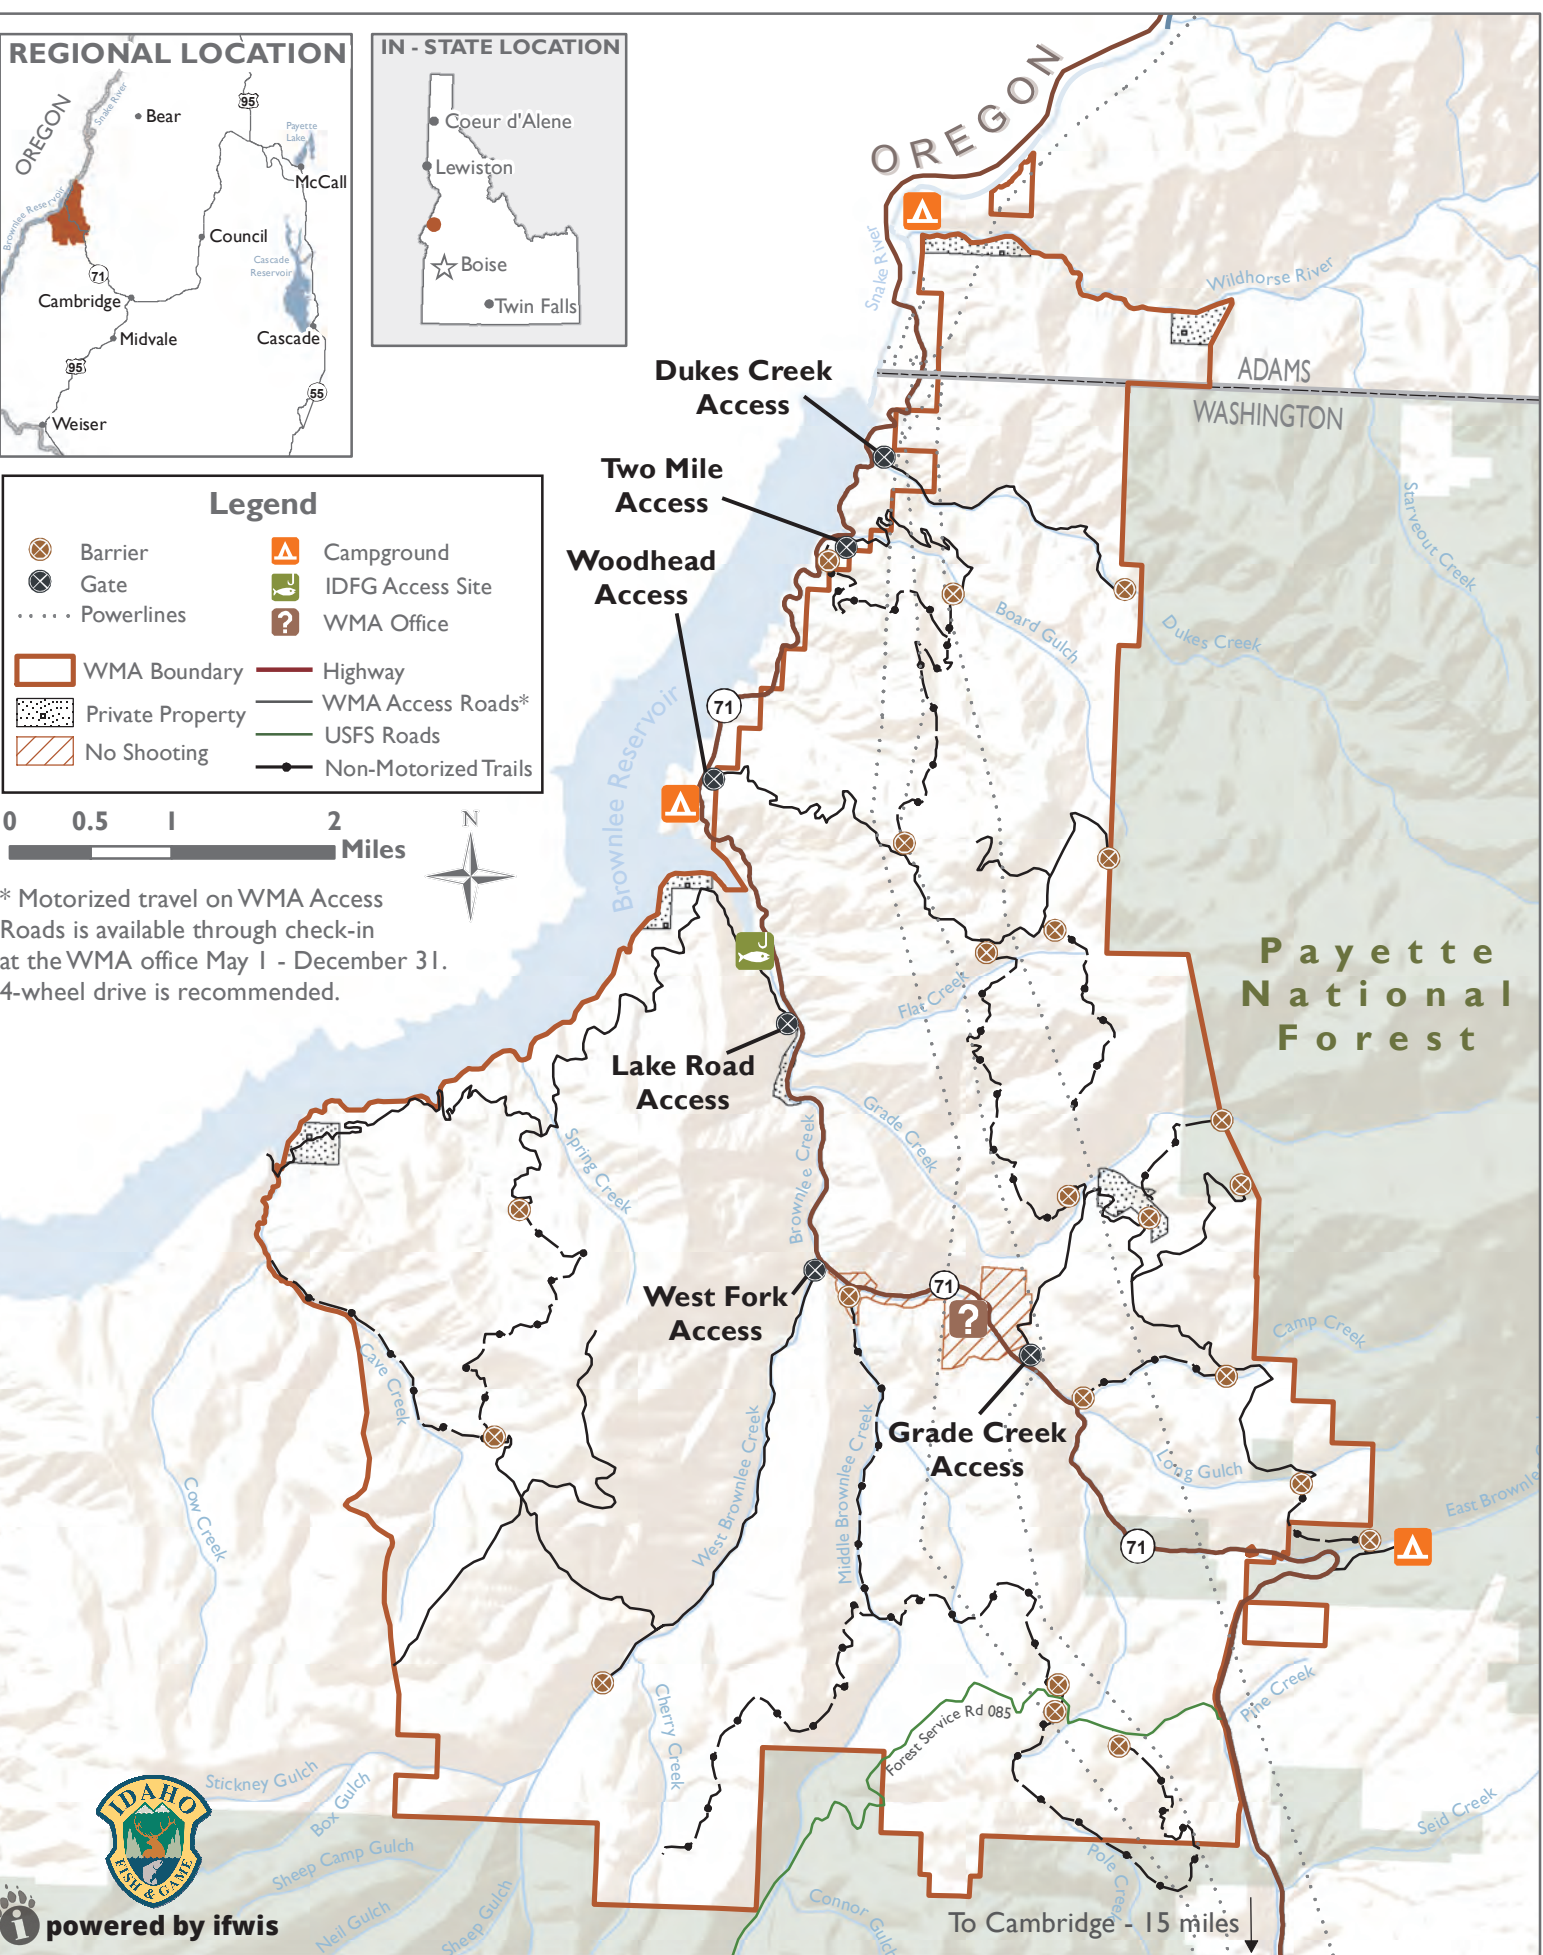 REGIONAL LOCATION
OREGON
Snake River
Bear
95
Payette
Lake
McCall
Brownlee Reservoir
Council
Cascade
Reservoir
71
Cambridge
Midvale
Cascade
95
55
Weiser
IN - STATE LOCATION
Coeur d'Alene
Lewiston
Boise
Twin Falls
OREGON
Snake River
Wildhorse River
ADAMS
WASHINGTON
Dukes Creek
Access
Two Mile
Access
Woodhead
Access
Starveout Creek
Board Gulch
Dukes Creek
Legend
Barrier
Gate
Powerlines
Campground
IDFG Access Site
? WMA Office
WMA Boundary
Private Property
No Shooting
Highway
WMA Access Roads*
USFS Roads
Non-Motorized Trails
71
Brownlee Reservoir
0 0.5 1 2
Miles
N
* Motorized travel on WMA Access
Roads is available through check-in
at the WMA office May 1 - December 31.
4-wheel drive is recommended.
Payette
National
Forest
Flat Creek
Lake Road
Access
Grade Creek
Spring Creek
Brownlee Creek
West Fork
Access
71
?
Camp Creek
Cave Creek
Grade Creek
Access
Long Gulch
West Brownlee Creek
Middle Brownlee Creek
Cow Creek
71
East Brownle
Pine Creek
Cherry Creek
Forest Service Rd 085
Stickney Gulch
Box Gulch
Sheep Camp Gulch
Neil Gulch
Sheep Gulch
Connor Gulch
Pole Creek
Seid Creek
IDAHO
FISH & GAME
i powered by ifwis
To Cambridge - 15 miles